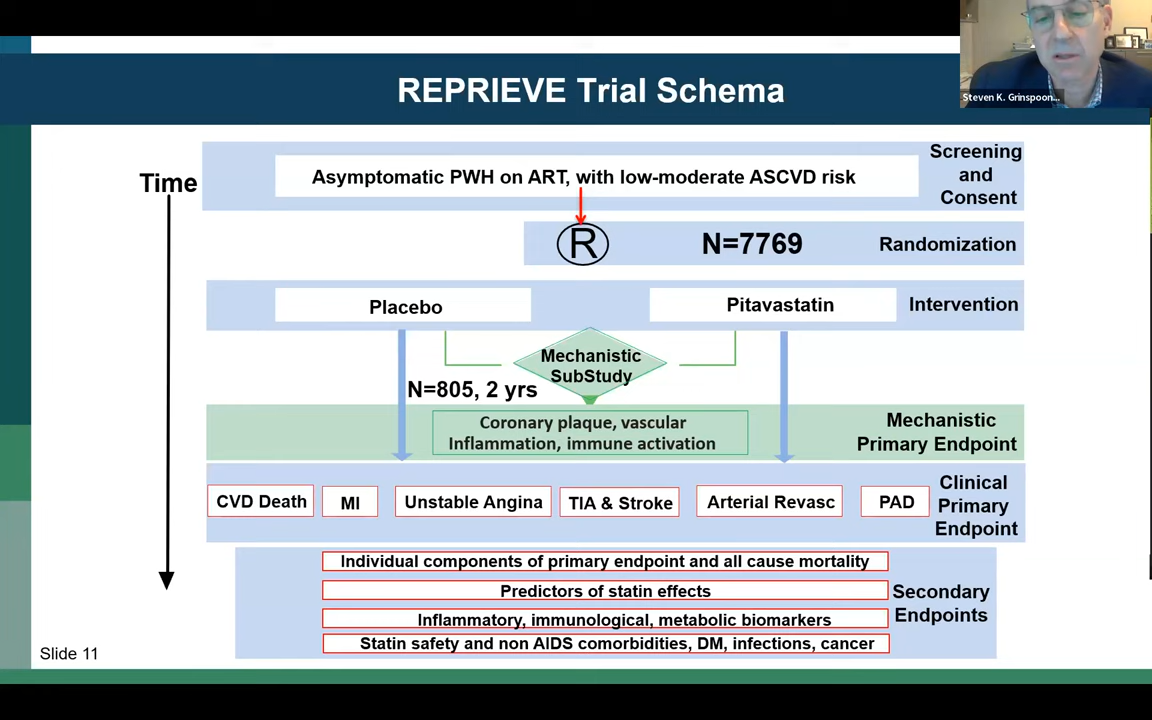 REPRIEVE Trial Schema
Steven K. Grinspoon...
Time
Asymptomatic PWH on ART, with low-moderate ASCVD risk
Screening
and
Consent
R
N=7769
Randomization
Placebo
Pitavastatin
Intervention
Mechanistic
SubStudy
N=805, 2 yrs
Coronary plaque, vascular
Inflammation, immune activation
Mechanistic
Primary Endpoint
CVD Death
MI
Unstable Angina
TIA & Stroke
Arterial Revasc
PAD
Clinical
Primary
Endpoint
Individual components of primary endpoint and all cause mortality
Predictors of statin effects
Inflammatory, immunological, metabolic biomarkers
Statin safety and non AIDS comorbidities, DM, infections, cancer
Secondary
Endpoints
Slide 11